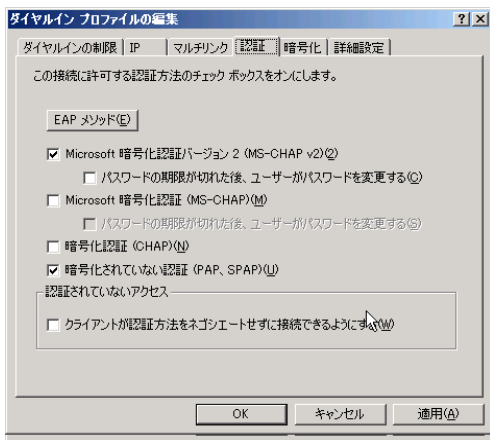 ダイヤルイン プロファイルの編集
ダイヤルインの制限 IP マルチリンク 認証 暗号化 詳細設定
この接続に許可する認証方法のチェック ボックスをオンにします。
EAP メソッド(E)
Microsoft 暗号化認証バージョン 2 (MS-CHAP v2)(2)
パスワードの期限が切れた後、ユーザーがパスワードを変更する(C)
Microsoft 暗号化認証 (MS-CHAP)(M)
パスワードの期限が切れた後、ユーザーがパスワードを変更する(S)
暗号化認証 (CHAP)(N)
暗号化されていない認証 (PAP、SPAP)(U)
認証されていないアクセス
クライアントが認証方法をネゴシエートせずに接続できるようにする(W)
OK キャンセル 適用(A)